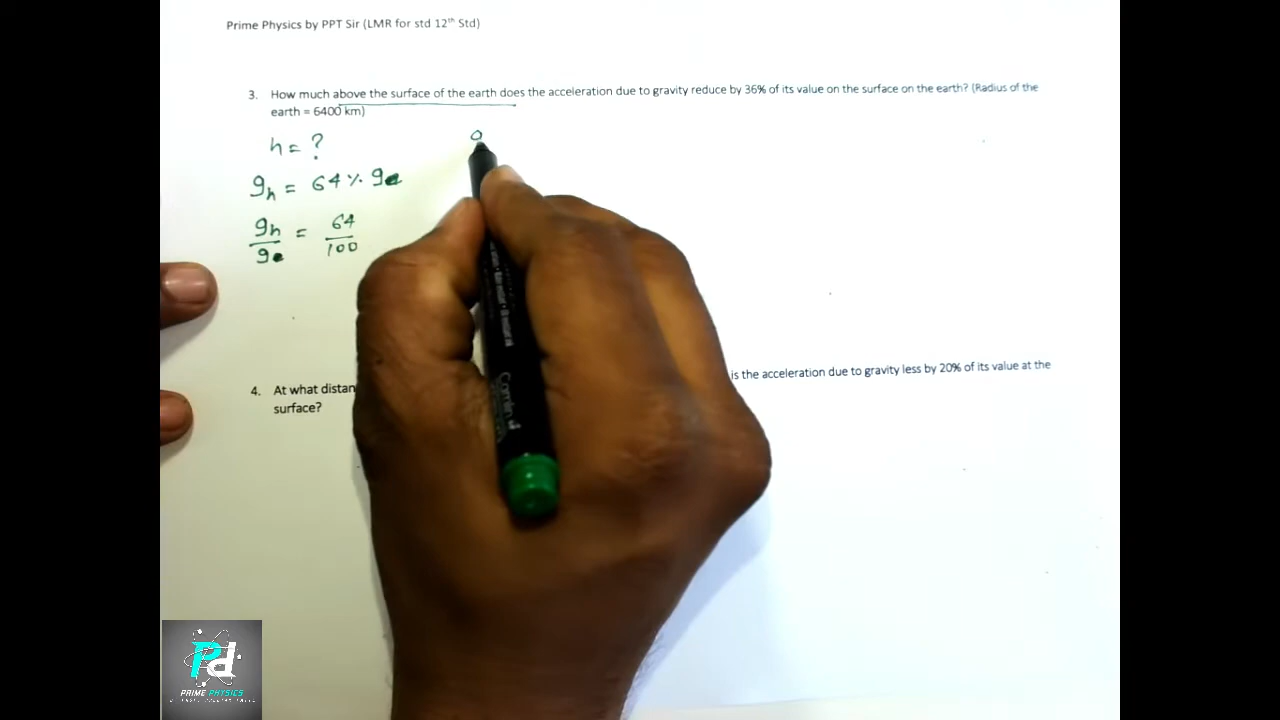 Prime Physics by PPT Sir (LMR for std 12th Std)
3. How much above the surface of the earth does the acceleration due to gravity reduce by 36% of its value on the surface on the earth? (Radius of the
earth = 6400 km)
h = ?
gh = 64 % g
gh/g = 64/100
4. At what distan is the acceleration due to gravity less by 20% of its value at the
surface?
Camlin
Pd
PRIME PHYSICS